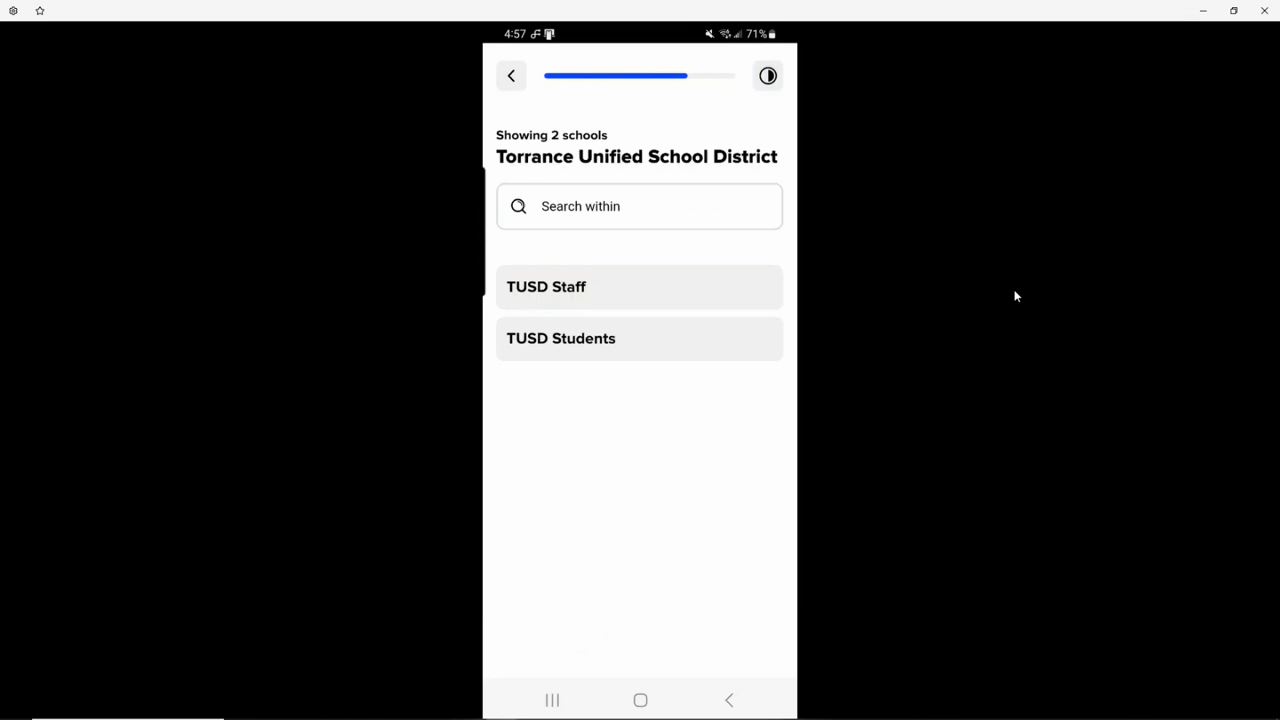 4:57
71%
Showing 2 schools
Torrance Unified School District
Search within
TUSD Staff
TUSD Students